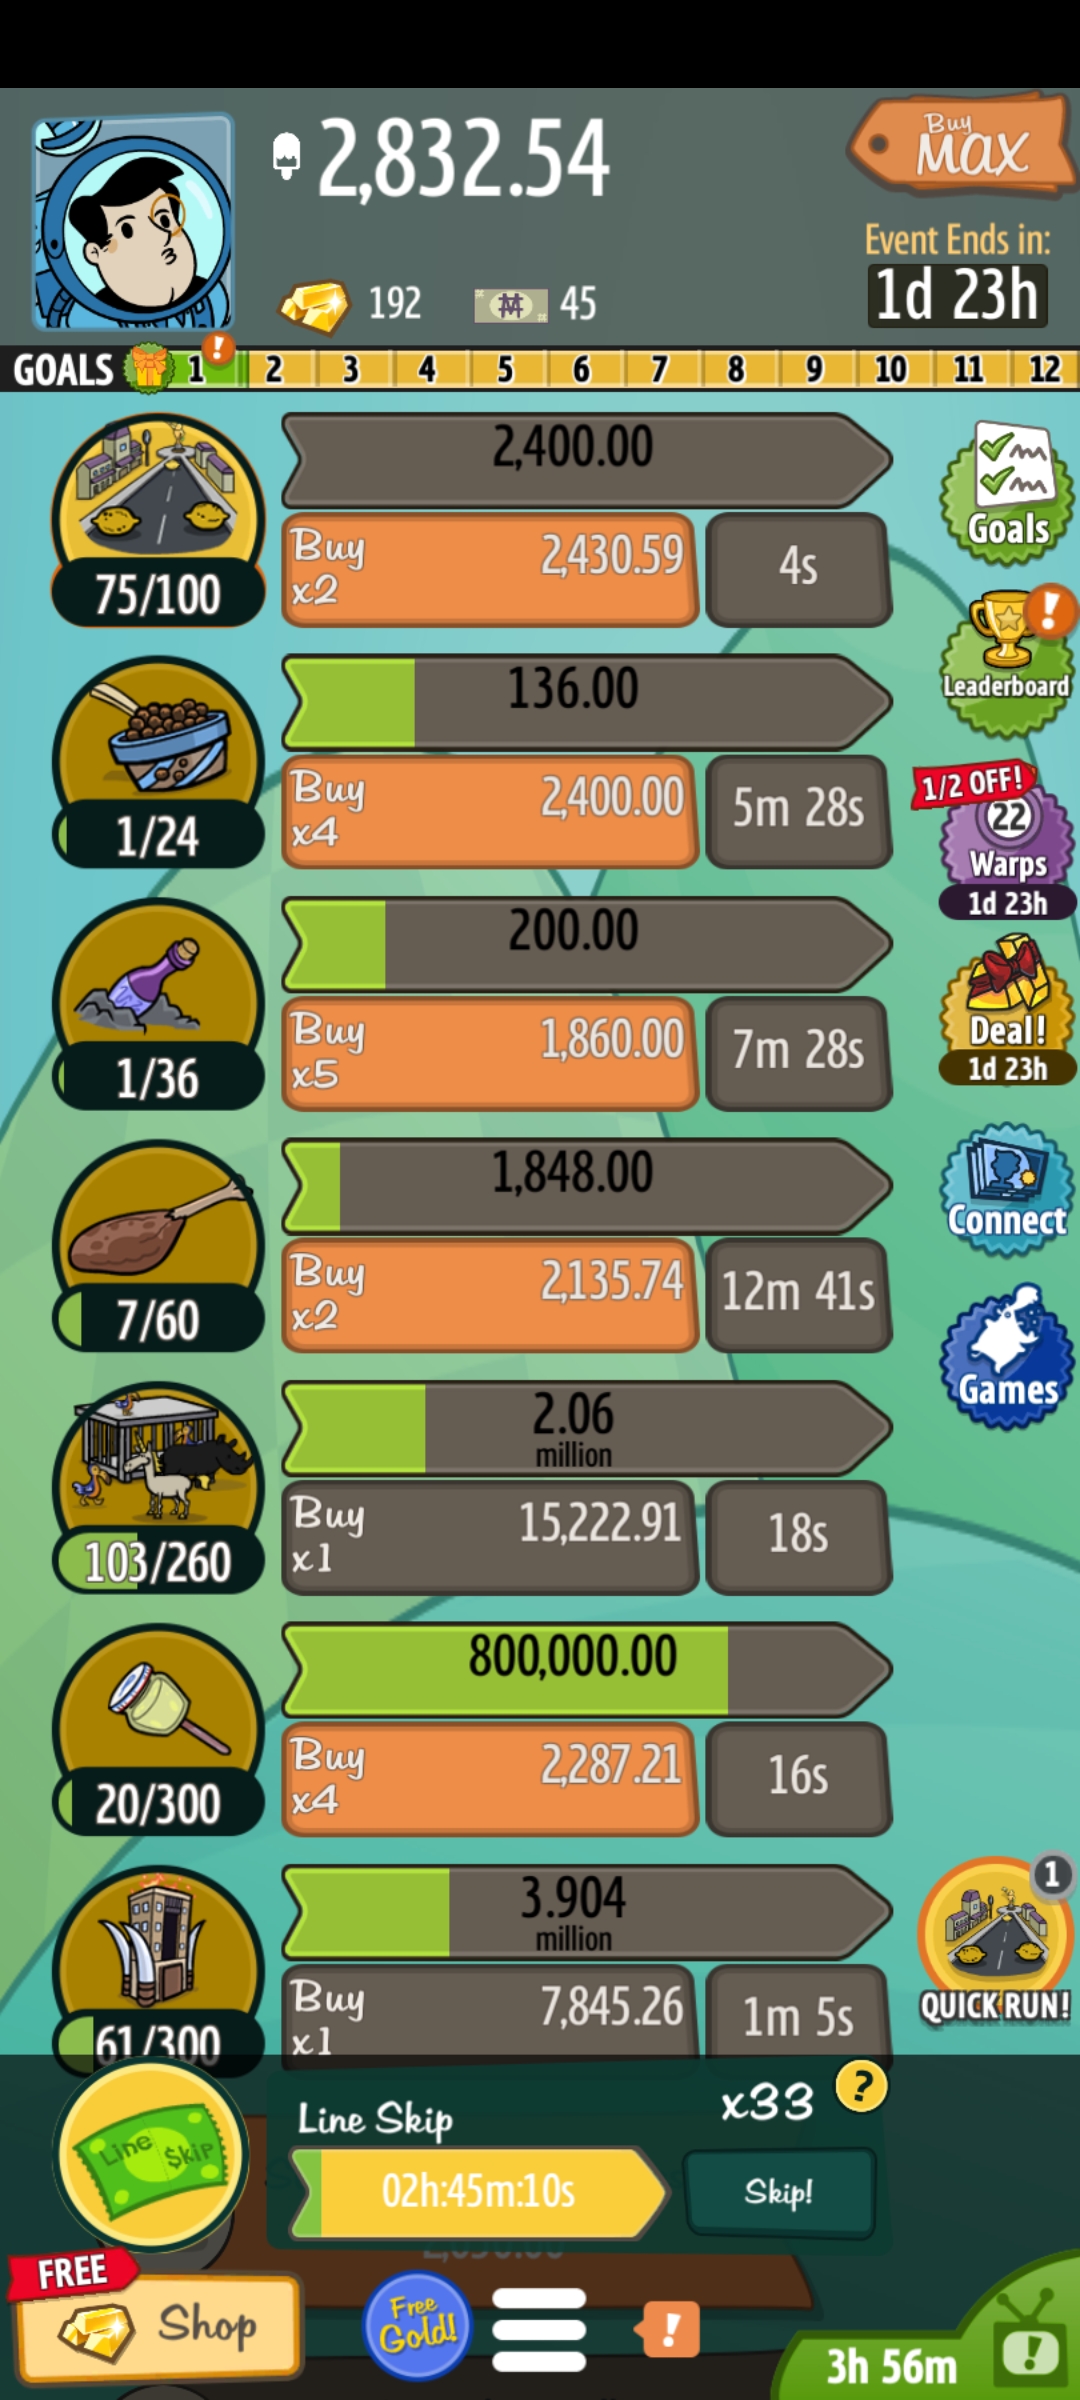 2,832.54
Buy
MAX
192
45
Event Ends in:
1d 23h
GOALS 1 ! 2 3 4 5 6 7 8 9 10 11 12
2,400.00
Buy
x2
2,430.59
4s
75/100
Goals
136.00
Buy
x4
2,400.00
5m 28s
1/24
!
Leaderboard
200.00
Buy
x5
1,860.00
7m 28s
1/36
1/2 OFF!
22
Warps
1d 23h
Deal!
1d 23h
1,848.00
Buy
x2
2,135.74
12m 41s
7/60
Connect
2.06
million
Buy
x1
15,222.91
18s
103/260
Games
800,000.00
Buy
x4
2,287.21
16s
20/300
3.904
million
Buy
x1
7,845.26
1m 5s
61/300
1
QUICK RUN!
Line Skip
Line Skip
x33
?
02h:45m:10s
Skip!
FREE
Shop
Free
Gold!
!
3h 56m
!